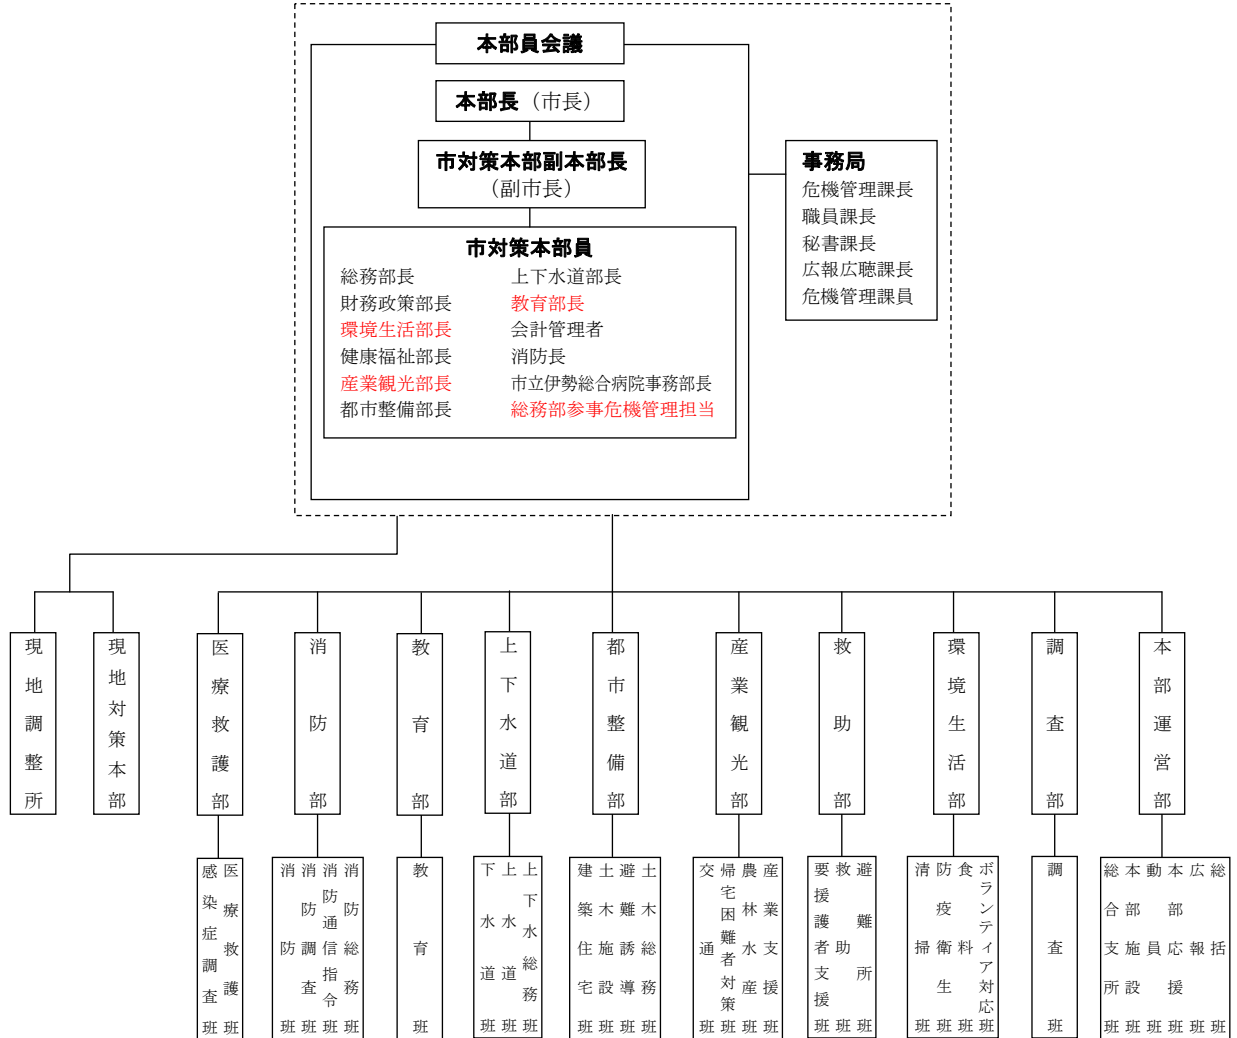 本部員会議
本部長（市長）
市対策本部副本部長
（副市長）
市対策本部員
総務部長
財務政策部長
環境生活部長
健康福祉部長
産業観光部長
都市整備部長
上下水道部長
教育部長
会計管理者
消防長
市立伊勢総合病院事務部長
総務部参事危機管理担当
事務局
危機管理課長
職員課長
秘書課長
広報広聴課長
危機管理課員
現地調整所
現地対策本部
医療救護部
消防部
教育部
上下水道部
都市整備部
産業観光部
救助部
環境生活部
調査部
本部運営部
医療救護班
感染症調査班
消防総務班
消防通信指令班
消防調査班
消防班
教育班
上下水総務班
上水道班
下水道班
土木総務班
避難誘導班
土木施設班
建築住宅班
産業支援班
農林水産班
帰宅困難者対策班
交通班
避難所班
救助班
要援護者支援班
ボランティア対応班
食料班
防疫衛生班
清掃班
調査班
総括班
広報班
本部応援班
動員班
本部施設班
総合支所班